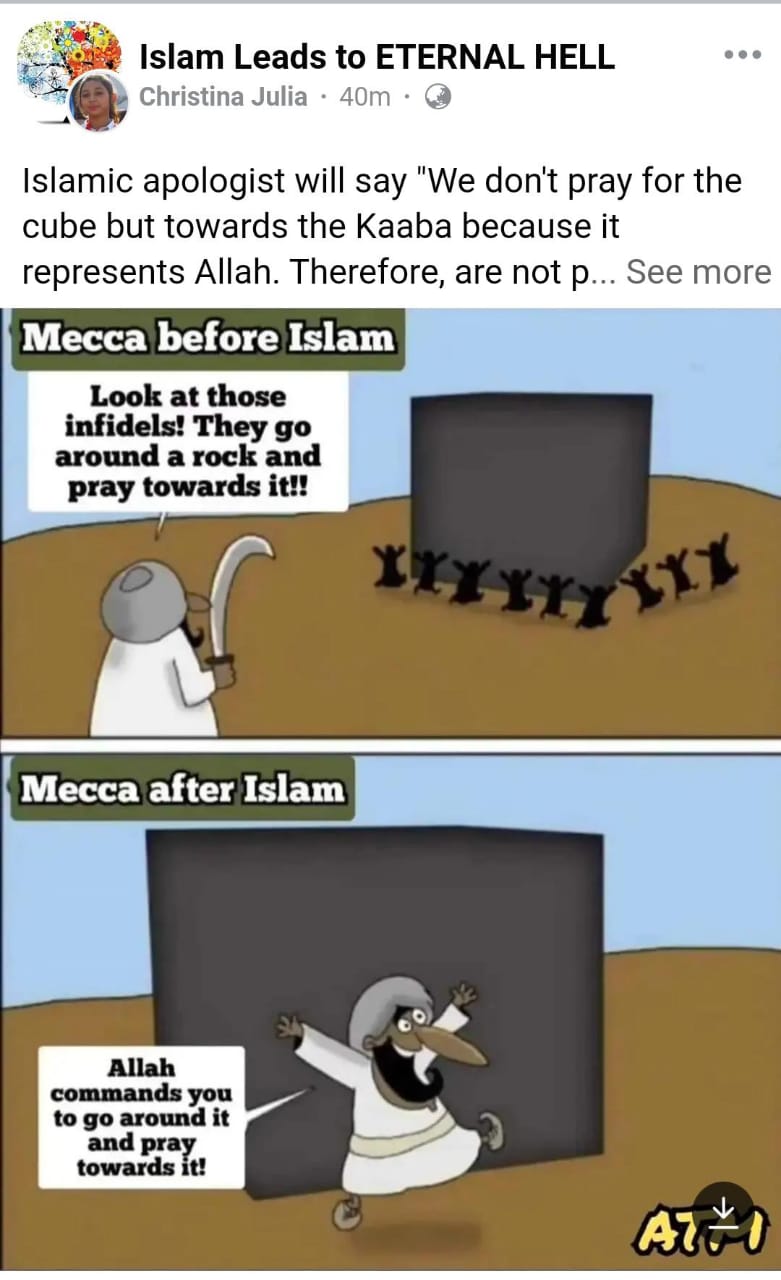 Islam Leads to ETERNAL HELL
Christina Julia · 40m ·
Islamic apologist will say "We don't pray for the
cube but towards the Kaaba because it
represents Allah. Therefore, are not p... See more
Mecca before Islam
Look at those
infidels! They go
around a rock and
pray towards it!!
Mecca after Islam
Allah
commands you
to go around it
and pray
towards it!